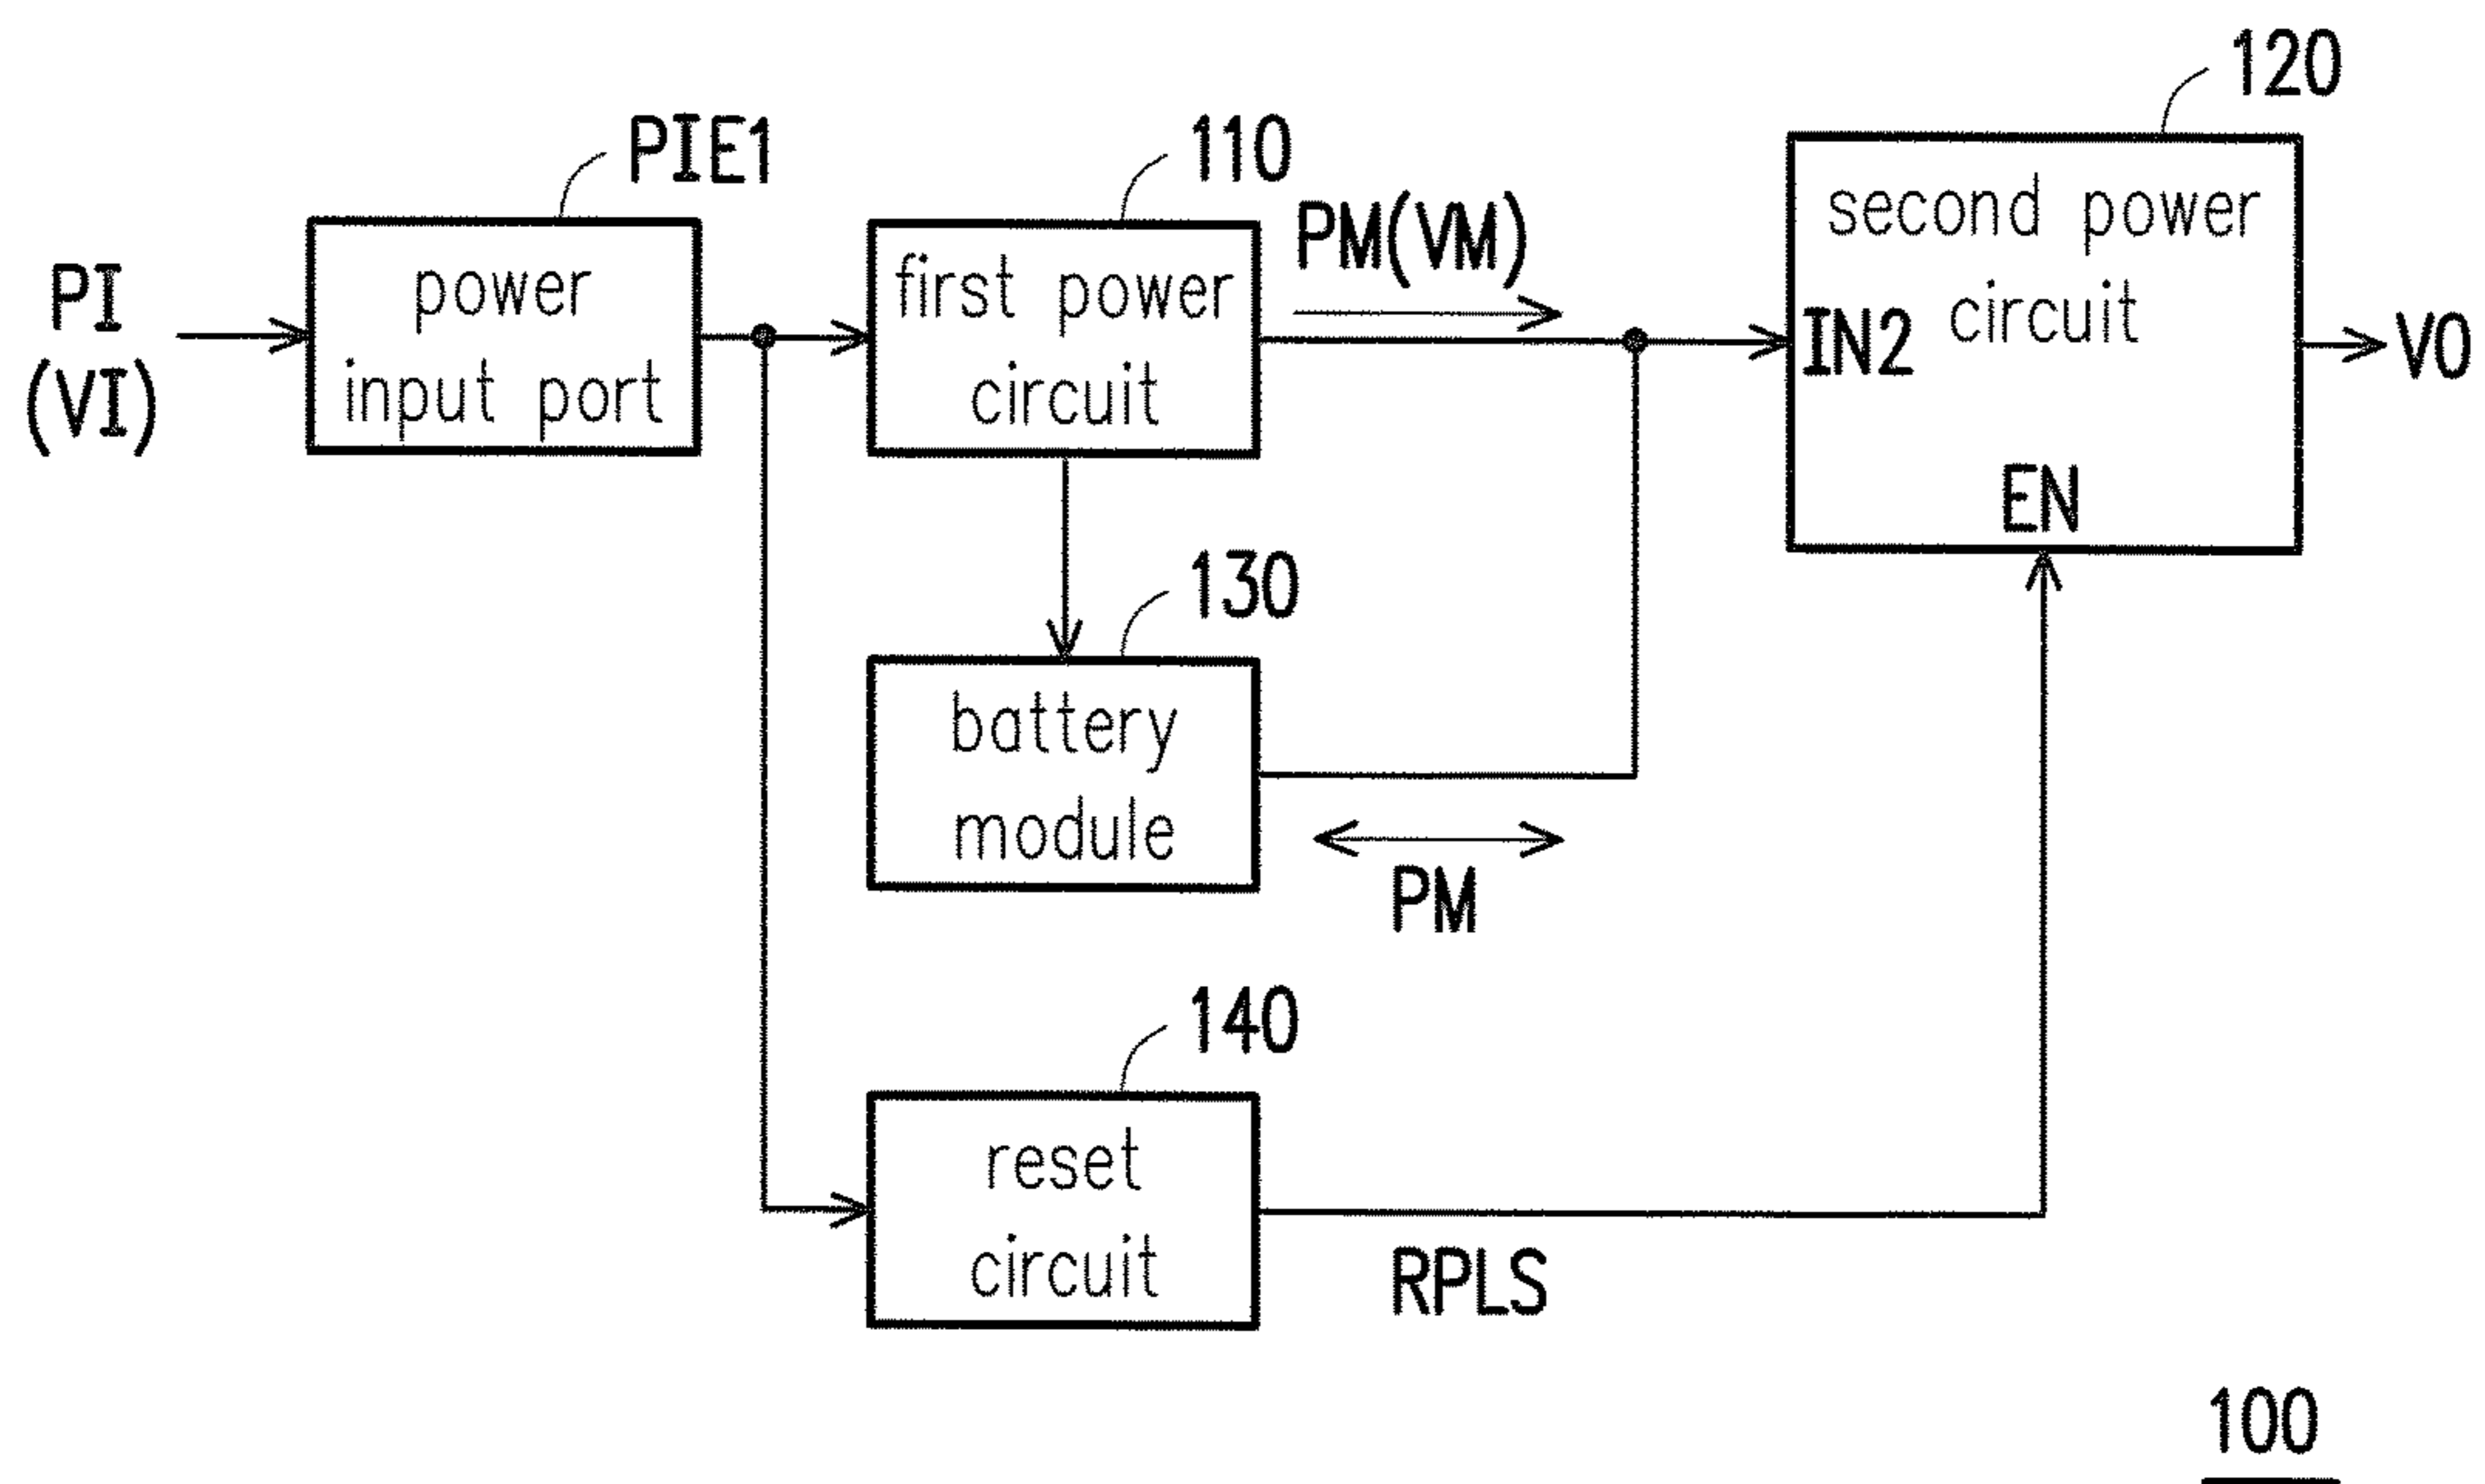 120
PIE1
110
PM(VM)
second power
circuit
PI
(VI)
power
input port
first power
circuit
IN2
VO
EN
130
battery
module
PM
140
reset
circuit
RPLS
100